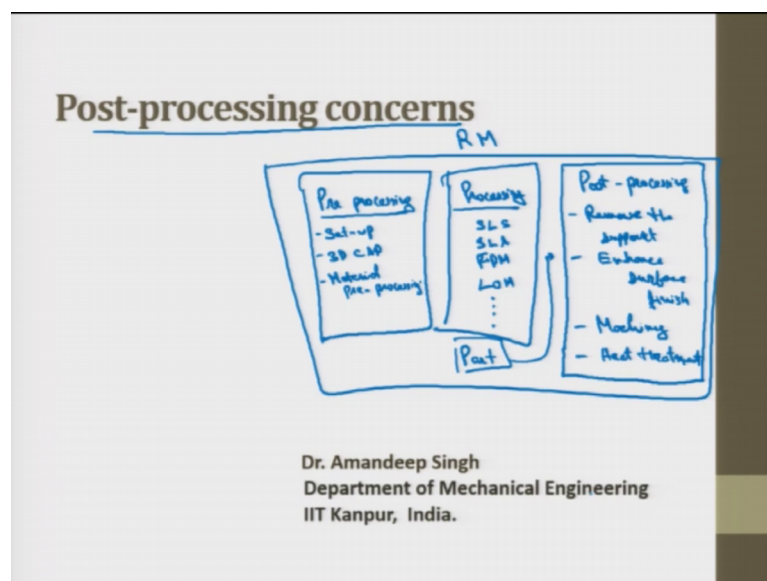 Post-processing concerns
RM
Pre processing
- Set-up
- 3D CAD
- Material
pre-processing
Processing
SLS
SLA
FDM
LOM
Part
Post-processing
- Remove the
support
- Enhance
surface
finish
- Machining
- Heat treatment
Dr. Amandeep Singh
Department of Mechanical Engineering
IIT Kanpur, India.